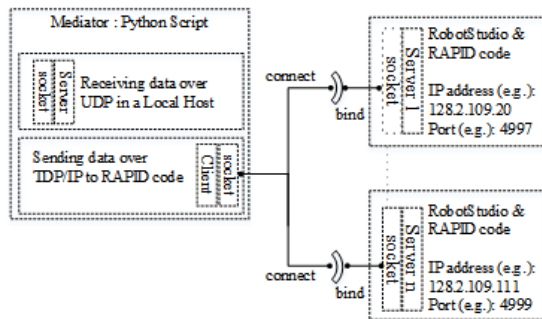 Mediator : Python Script
Server
socket
Receiving data over
UDP in a Local Host
Sending data over
TDP/IP to RAPID code
socket
Client
connect
bind
RobotStudio &
RAPID code
Server 1
socket
IP address (e.g.):
128.2.109.20
Port (e.g.): 4997
connect
bind
RobotStudio &
RAPID code
Server n
socket
IP address (e.g.):
128.2.109.111
Port (e.g.): 4999